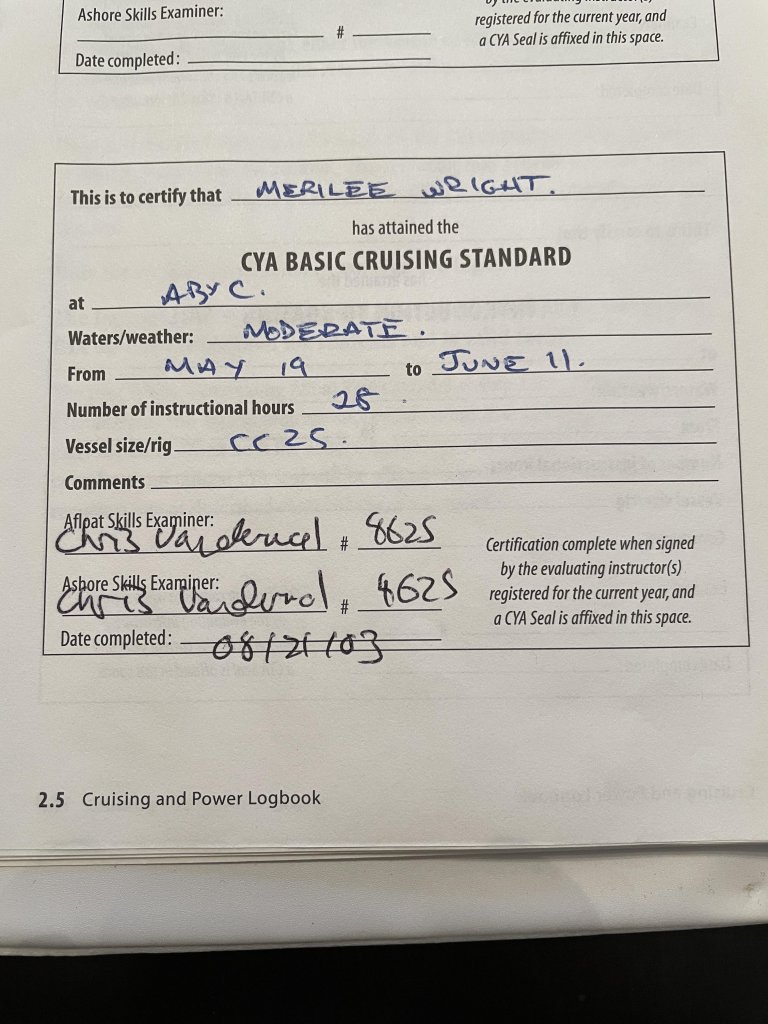 Ashore Skills Examiner:
#
Date completed:
registered for the current year, and
a CYA Seal is affixed in this space.
This is to certify that MERILEE WRIGHT.
has attained the
CYA BASIC CRUISING STANDARD
at ABYC.
Waters/weather: MODERATE.
From MAY 19 to JUNE 11.
Number of instructional hours 28.
Vessel size/rig CC 25.
Comments
Afloat Skills Examiner:
Chris # 8625
Ashore Skills Examiner:
Chris # 8625
Date completed: 08/21/03
Certification complete when signed
by the evaluating instructor(s)
registered for the current year, and
a CYA Seal is affixed in this space.
2.5 Cruising and Power Logbook